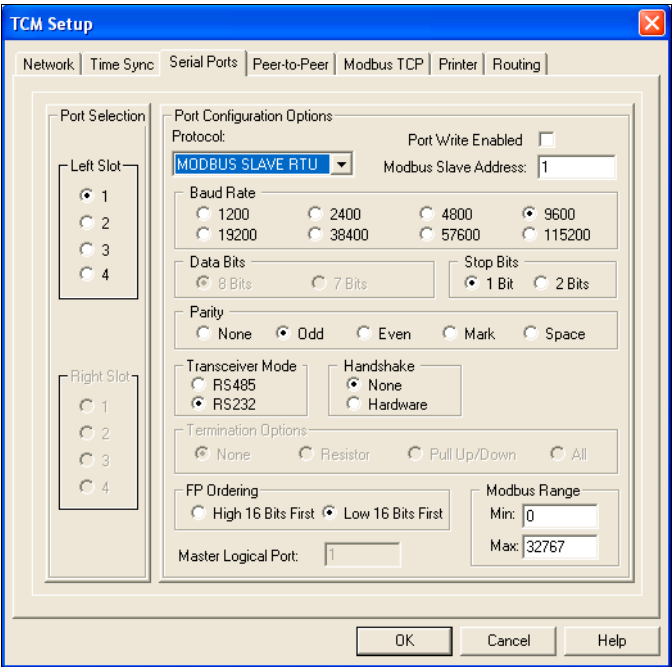 TCM Setup
Network Time Sync Serial Ports Peer-to-Peer Modbus TCP Printer Routing
Port Selection
Left Slot
1
2
3
4
Right Slot
1
2
3
4
Port Configuration Options
Protocol:
MODBUS SLAVE RTU
Port Write Enabled
Modbus Slave Address: 1
Baud Rate
1200 2400 4800 9600
19200 38400 57600 115200
Data Bits
8 Bits 7 Bits
Stop Bits
1 Bit 2 Bits
Parity
None Odd Even Mark Space
Transceiver Mode
RS485
RS232
Handshake
None
Hardware
Termination Options
None Resistor Pull Up/Down All
FP Ordering
High 16 Bits First Low 16 Bits First
Modbus Range
Min: 0
Max: 32767
Master Logical Port: 1
OK Cancel Help